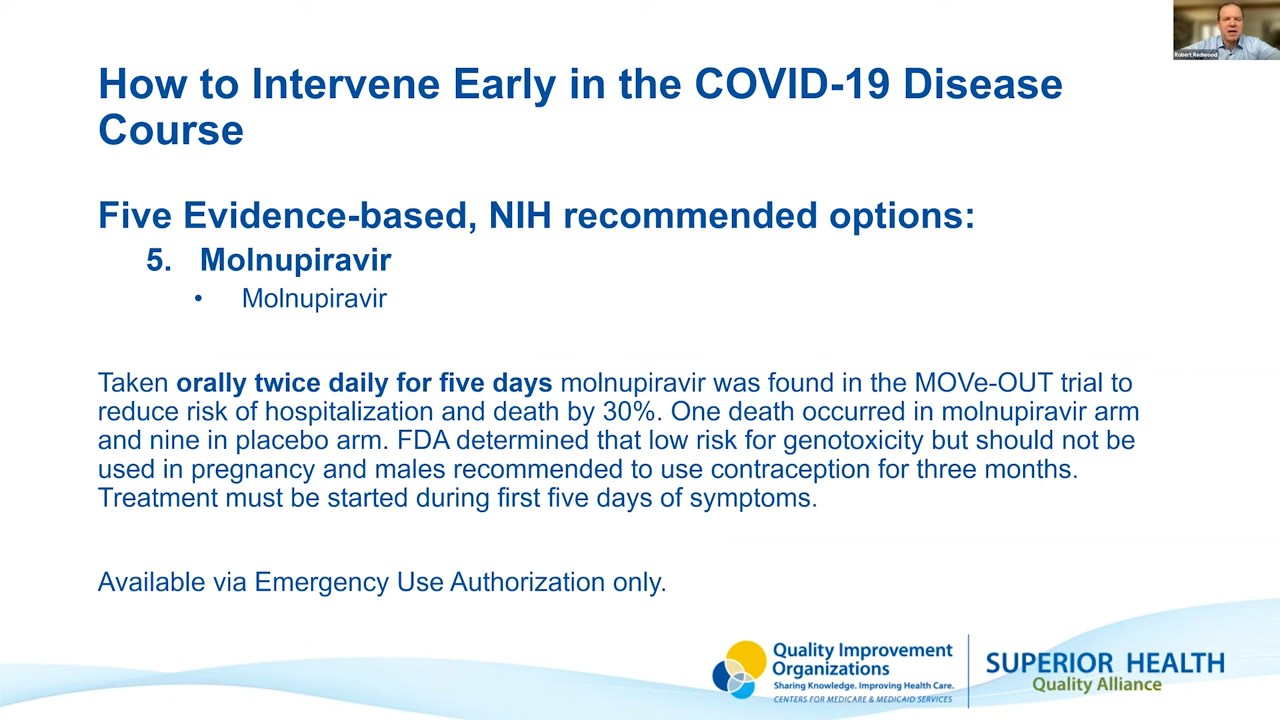 Robert Redwood
How to Intervene Early in the COVID-19 Disease
Course
Five Evidence-based, NIH recommended options:
5. Molnupiravir
• Molnupiravir
Taken orally twice daily for five days molnupiravir was found in the MOVe-OUT trial to
reduce risk of hospitalization and death by 30%. One death occurred in molnupiravir arm
and nine in placebo arm. FDA determined that low risk for genotoxicity but should not be
used in pregnancy and males recommended to use contraception for three months.
Treatment must be started during first five days of symptoms.
Available via Emergency Use Authorization only.
Quality Improvement
Organizations
Sharing Knowledge. Improving Health Care.
CENTERS FOR MEDICARE & MEDICAID SERVICES
SUPERIOR HEALTH
Quality Alliance